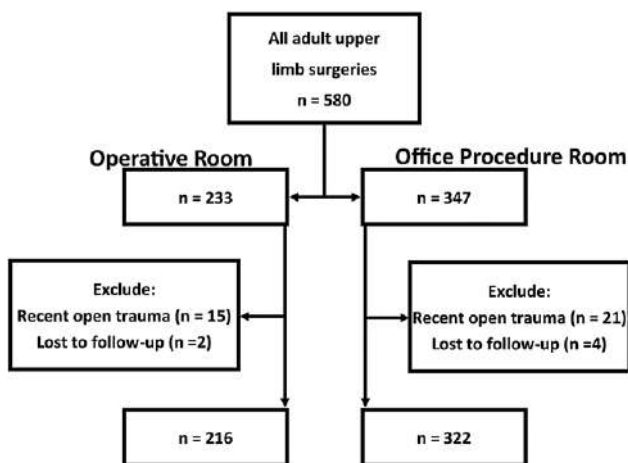 All adult upper
limb surgeries
n = 580
Operative Room
Office Procedure Room
n = 233
n = 347
Exclude:
Recent open trauma (n = 15)
Lost to follow-up (n =2)
Exclude:
Recent open trauma (n = 21)
Lost to follow-up (n =4)
n = 216
n = 322